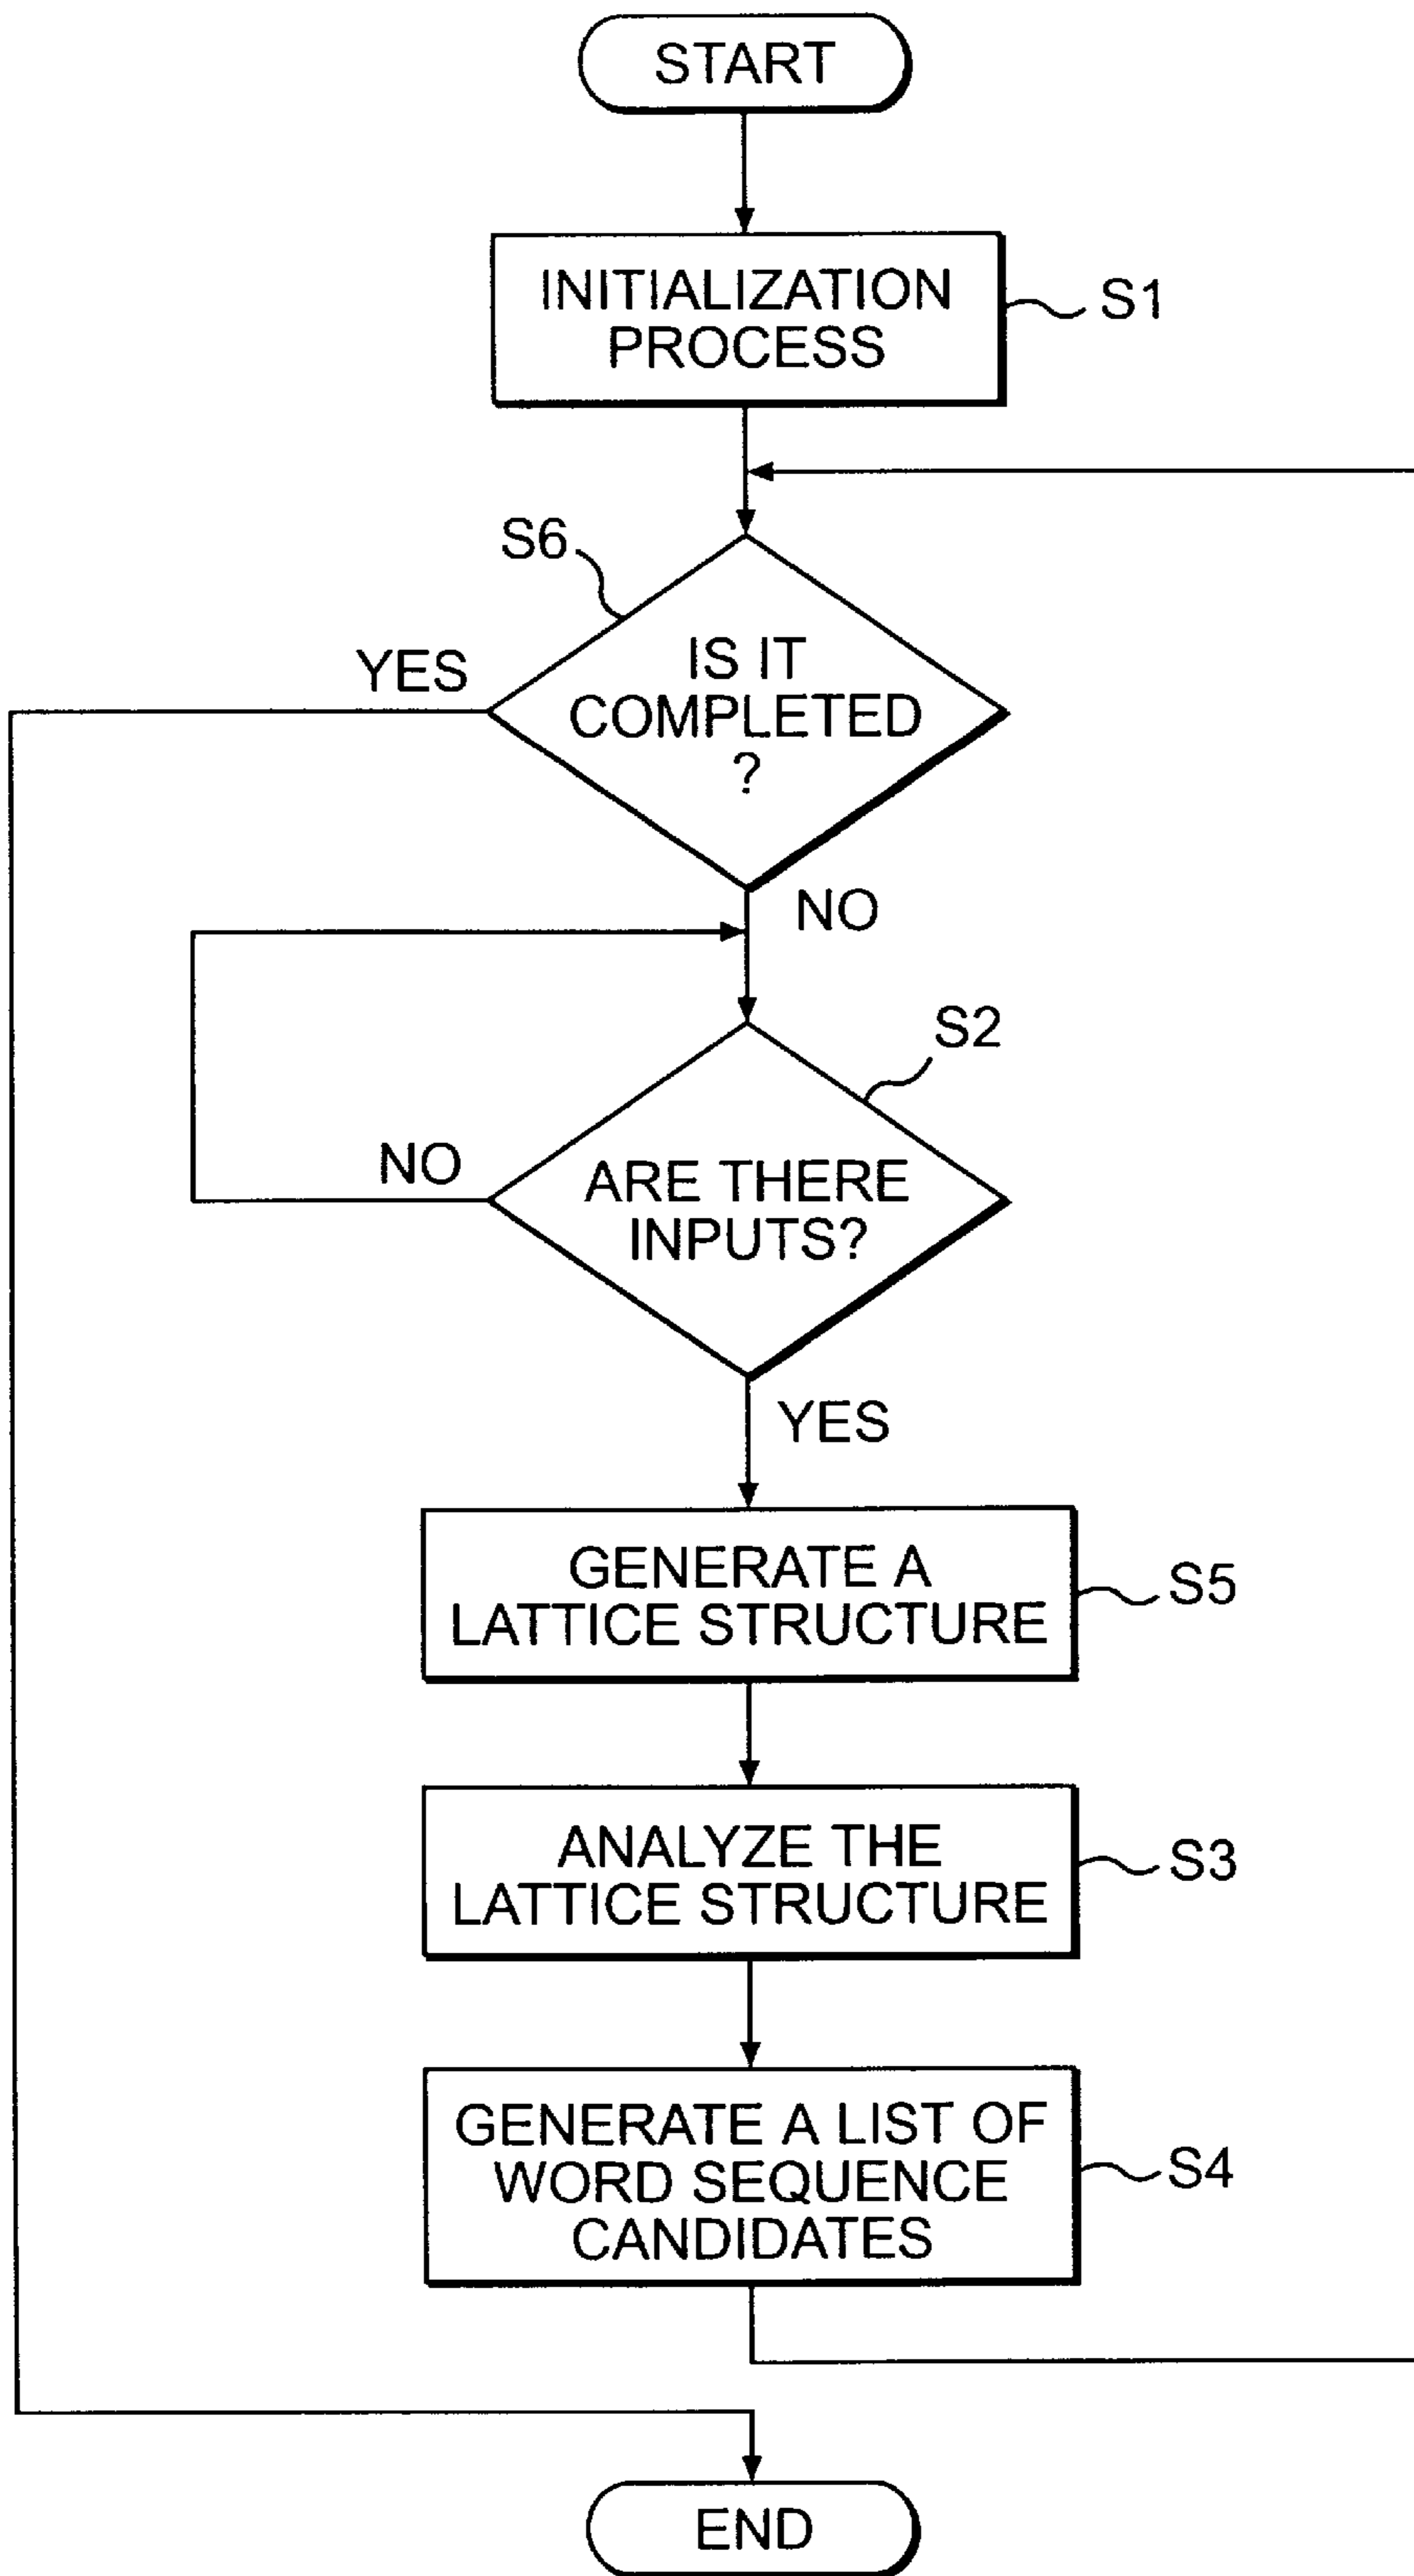 START
INITIALIZATION
PROCESS
S1
S6
IS IT
COMPLETED
?
YES
NO
S2
ARE THERE
INPUTS?
NO
YES
GENERATE A
LATTICE STRUCTURE
S5
ANALYZE THE
LATTICE STRUCTURE
S3
GENERATE A LIST OF
WORD SEQUENCE
CANDIDATES
S4
END